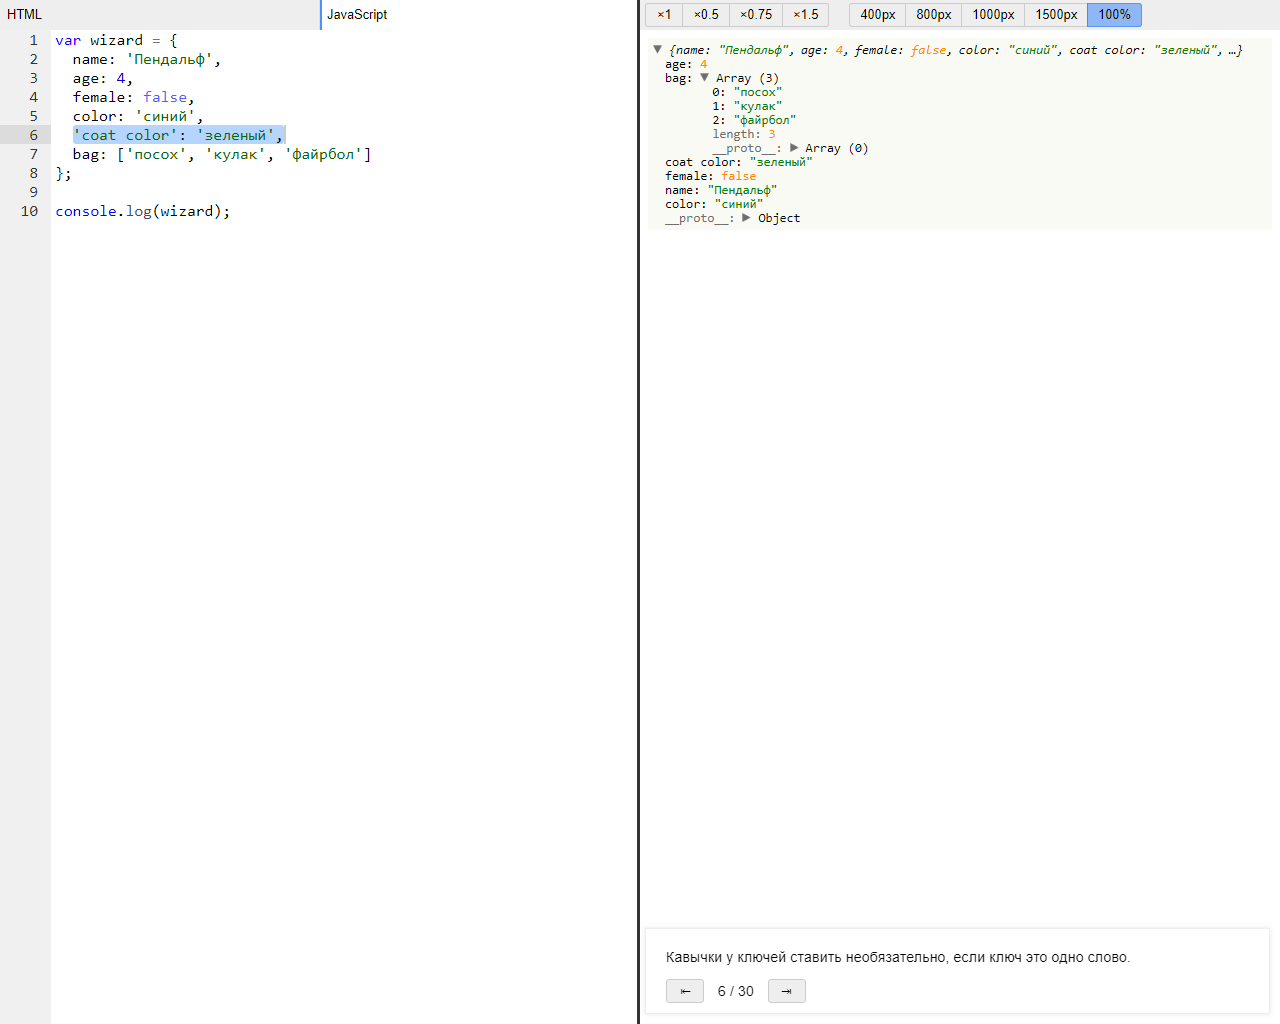 HTML
JavaScript
1 var wizard = {
2 name: 'Пендальф',
3 age: 4,
4 female: false,
5 color: 'синий',
6 'coat color': 'зеленый',
7 bag: ['посох', 'кулак', 'файрбол']
8 };
9
10 console.log(wizard);
×1 ×0.5 ×0.75 ×1.5 400px 800px 1000px 1500px 100%
▼ {name: "Пендальф", age: 4, female: false, color: "синий", coat color: "зеленый", …}
age: 4
bag: ▼ Array (3)
0: "посох"
1: "кулак"
2: "файрбол"
length: 3
__proto__: ▶ Array (0)
coat color: "зеленый"
female: false
name: "Пендальф"
color: "синий"
__proto__: ▶ Object
Кавычки у ключей ставить необязательно, если ключ это одно слово.
⇤ 6 / 30 ⇥